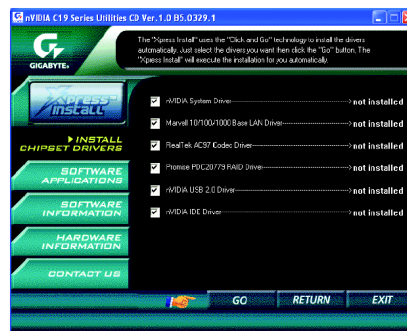 nVIDIA C19 Series Utilities CD Ver.1.0 B5.0329.1
GIGABYTE
The "Xpress Install" uses the "Click and Go" technology to install the drivers
automatically. Just select the drivers you want then click the "Go" button, The
"Xpress Install" will execute the installation for you automatically.
Xpress
Install
INSTALL
CHIPSET DRIVERS
SOFTWARE
APPLICATIONS
SOFTWARE
INFORMATION
HARDWARE
INFORMATION
CONTACT US
nVIDIA System Driver not installed
Marvell 10/100/1000 Base LAN Driver not installed
RealTek AC97 Codec Driver not installed
Promise PDC20779 RAID Driver not installed
nVIDIA USB 2.0 Driver not installed
nVIDIA IDE Driver not installed
GO RETURN EXIT